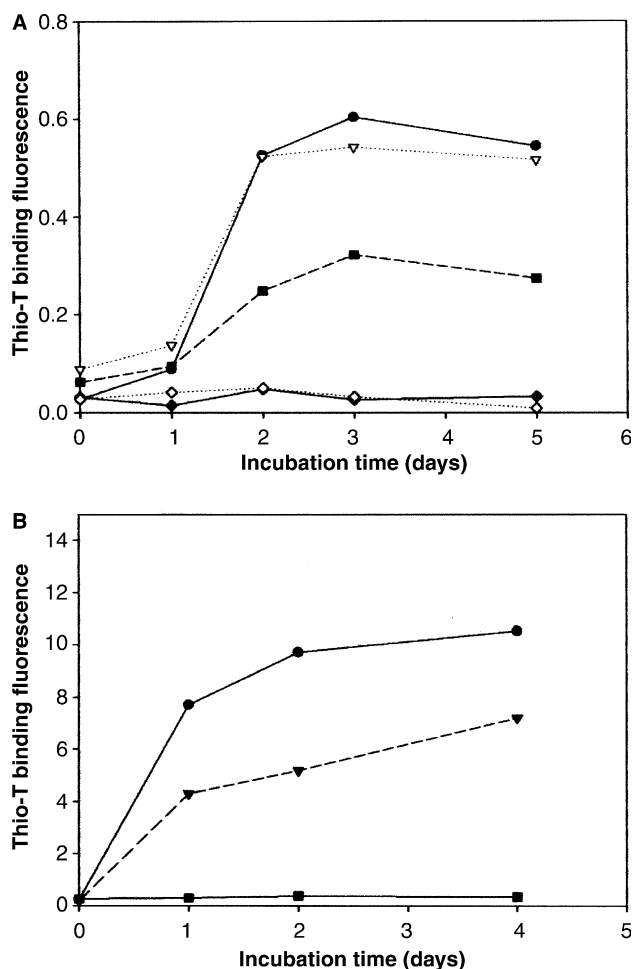 A
0.8
0.6
0.4
0.2
0.0
Thio-T binding fluorescence
0 1 2 3 4 5 6
Incubation time (days)
B
14
12
10
8
6
4
2
0
Thio-T binding fluorescence
0 1 2 3 4 5
Incubation time (days)